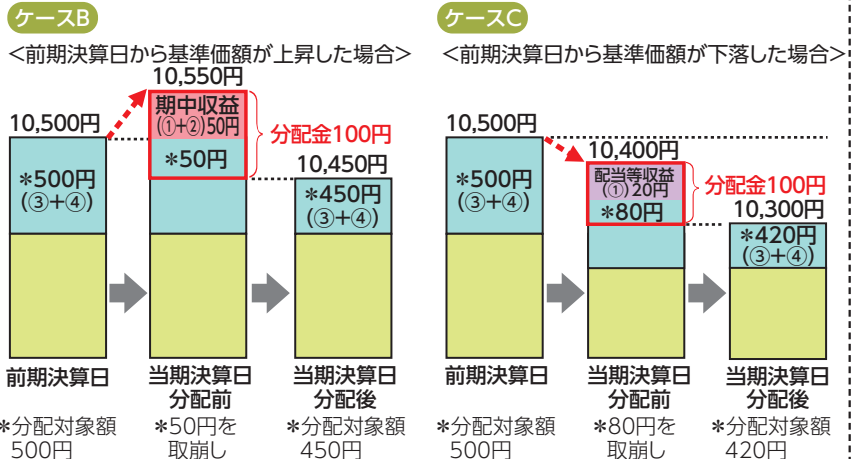 ケースB
<前期決算日から基準価額が上昇した場合>
10,550円
10,500円
期中収益
(①+②)50円
分配金100円
*50円
10,450円
*500円
(③+④)
*450円
(③+④)
前期決算日
当期決算日
分配前
当期決算日
分配後
*分配対象額
500円
*50円を
取崩し
*分配対象額
450円
ケースC
<前期決算日から基準価額が下落した場合>
10,500円
10,400円
配当等収益
(①)20円
分配金100円
*80円
10,300円
*500円
(③+④)
*420円
(③+④)
前期決算日
当期決算日
分配前
当期決算日
分配後
*分配対象額
500円
*80円を
取崩し
*分配対象額
420円